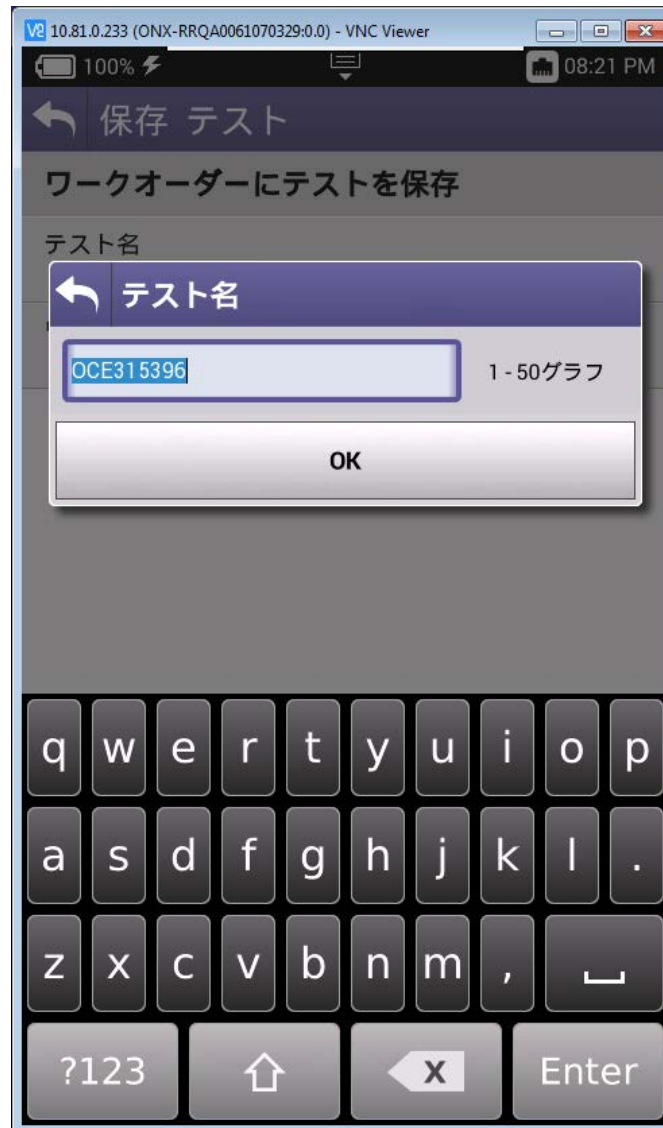 10.81.0.233 (ONX-RRQA0061070329:0.0) - VNC Viewer
100% 08:21 PM
保存 テスト
ワークオーダーにテストを保存
テスト名
テスト名
OCE315396 1 - 50グラフ
OK
q w e r t y u i o p
a s d f g h j k l .
z x c v b n m ,
?123 X Enter